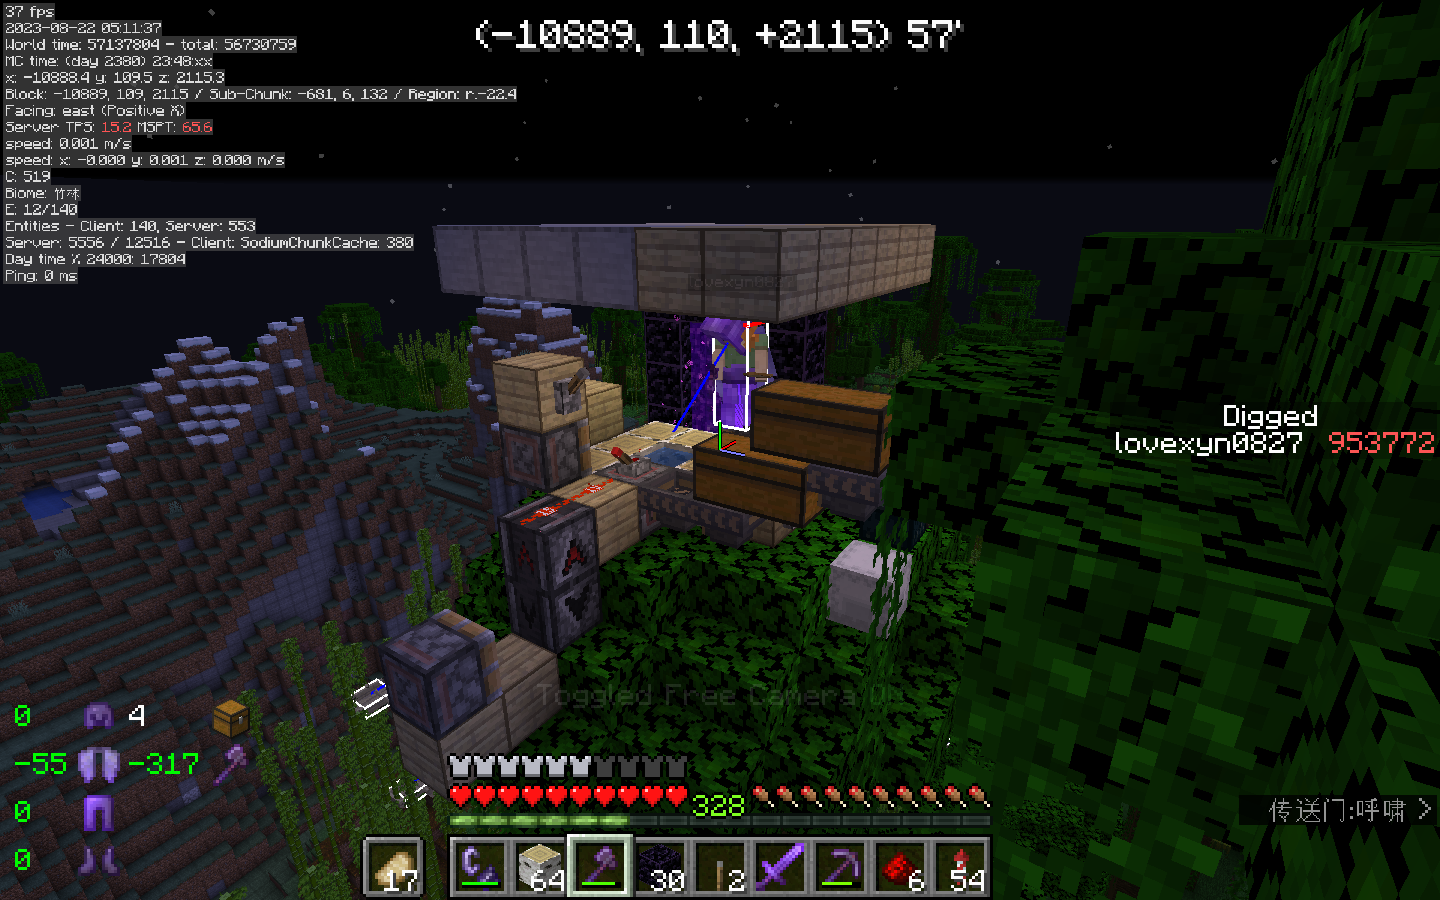 37 fps
2023-08-22 05:11:37
World time: 57137804 - total: 56730759
MC time: (day 2380) 23:48:xx
x: -10888.4 y: 109.5 z: 2115.3
Block: -10889, 109, 2115 / Sub-Chunk: -681, 6, 132 / Region: r.-22.4
Facing: east (Positive X)
Server TPS: 15.2 MSPT: 65.6
speed: 0.001 m/s
speed: x: -0.000 y: 0.001 z: 0.000 m/s
C: 519
Biome: 竹林
E: 12/140
Entities - Client: 140, Server: 553
Server: 5556 / 12516 - Client: SodiumChunkCache: 380
Day time % 24000: 17804
Ping: 0 ms
(-10889, 110, +2115) 57'
lovexyn0827
Digged
lovexyn0827 953772
Toggled Free Camera
0 4
-55 -317
0
0
328
传送门:呼啸 >
17 64 30 2 6 54